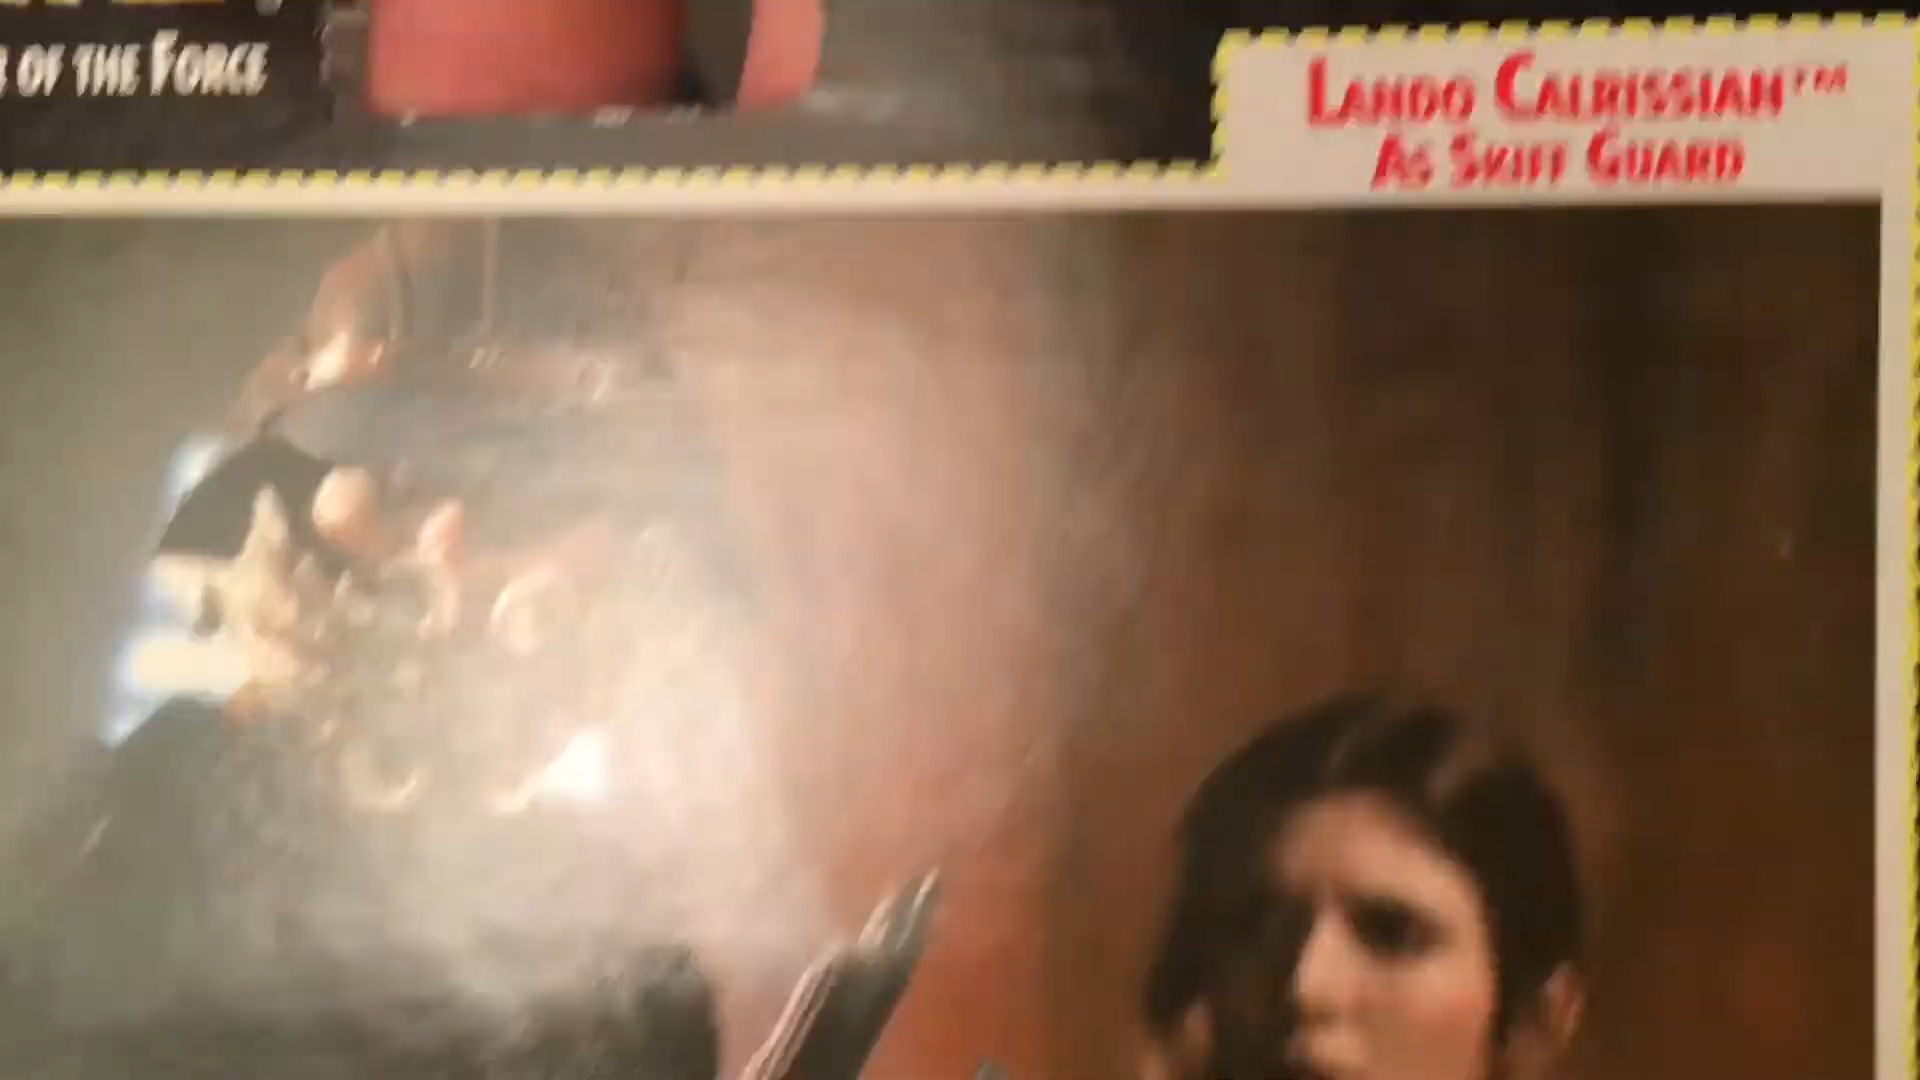 OF THE FORCE
LANDO CALRISSIAN™
AS SKIFF GUARD